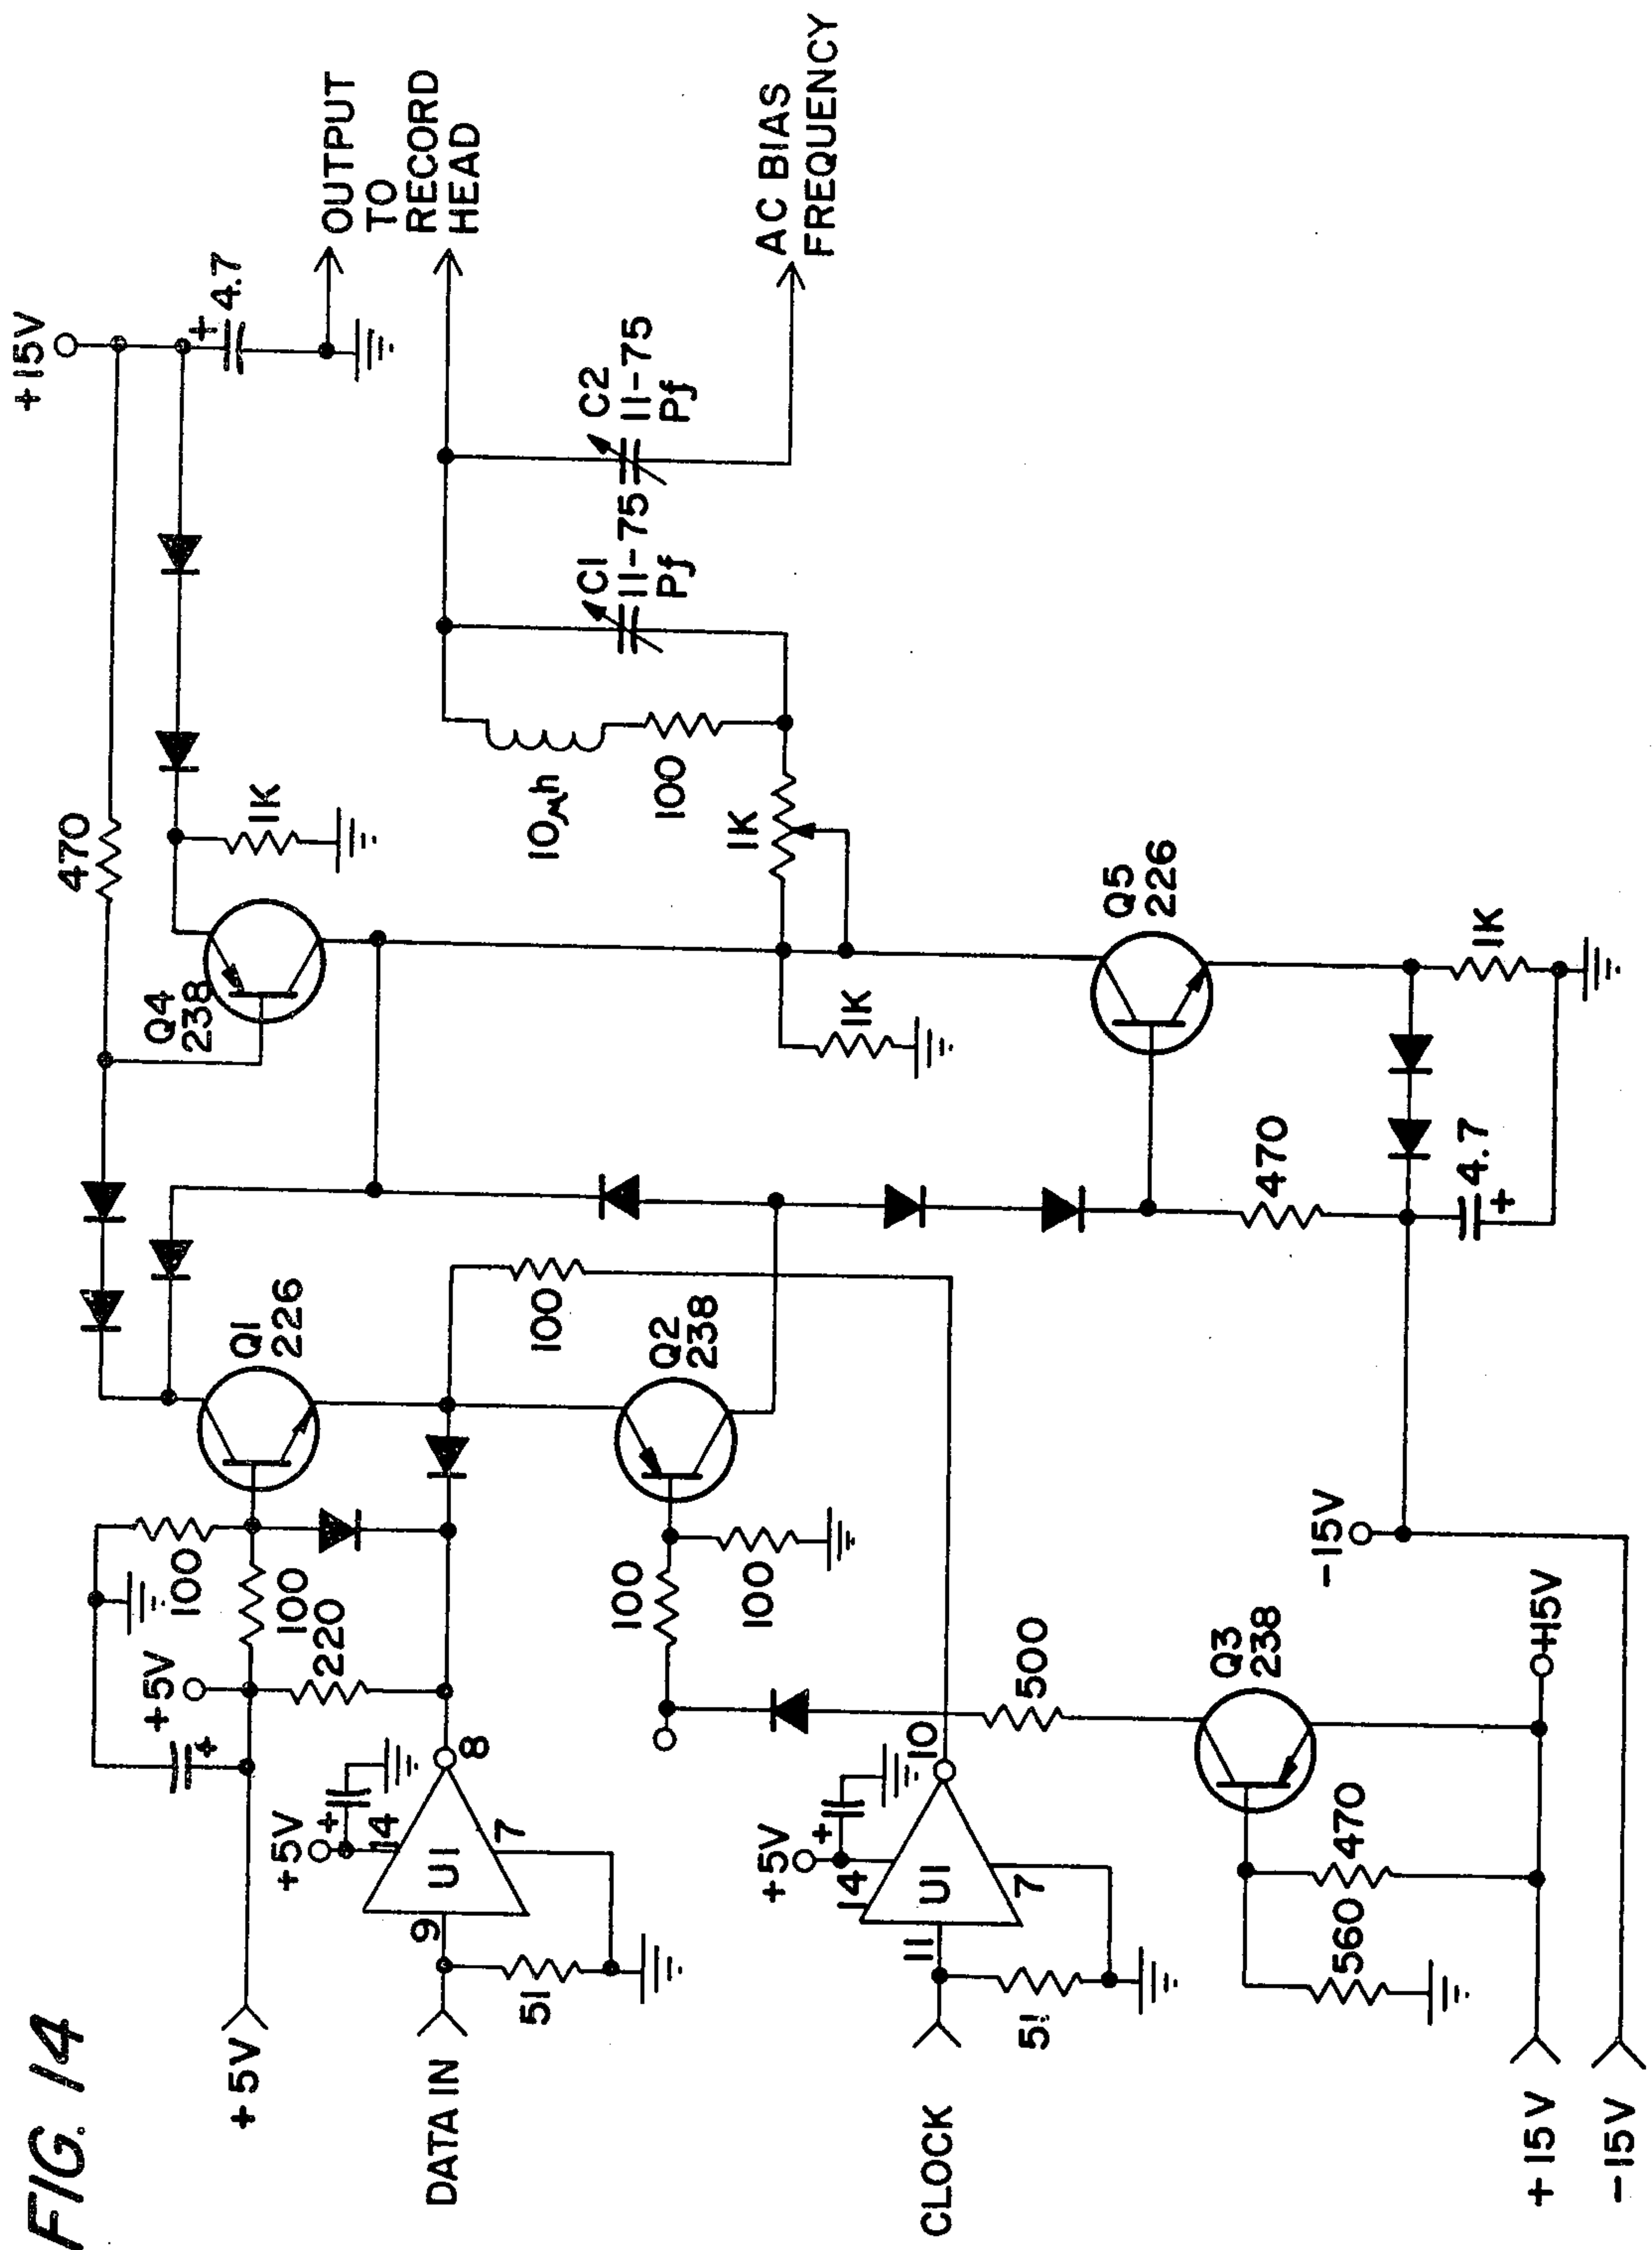 FIG. 14
+15V
OUTPUT
TO
RECORD
HEAD
4.7
470
1K
Q4
238
C2
11-75
Pf
C1
11-75
Pf
AC BIAS
FREQUENCY
10μh
100
1K
1K
Q5
226
1K
4.7
470
Q1
226
100
Q2
238
100
100
220
+5V
+5V
+5V
14
U1
7
8
9
DATA IN
51
100
100
+5V
14
U1
7
10
11
CLOCK
51
500
Q3
238
470
560
-15V
+15V
+15V
-15V